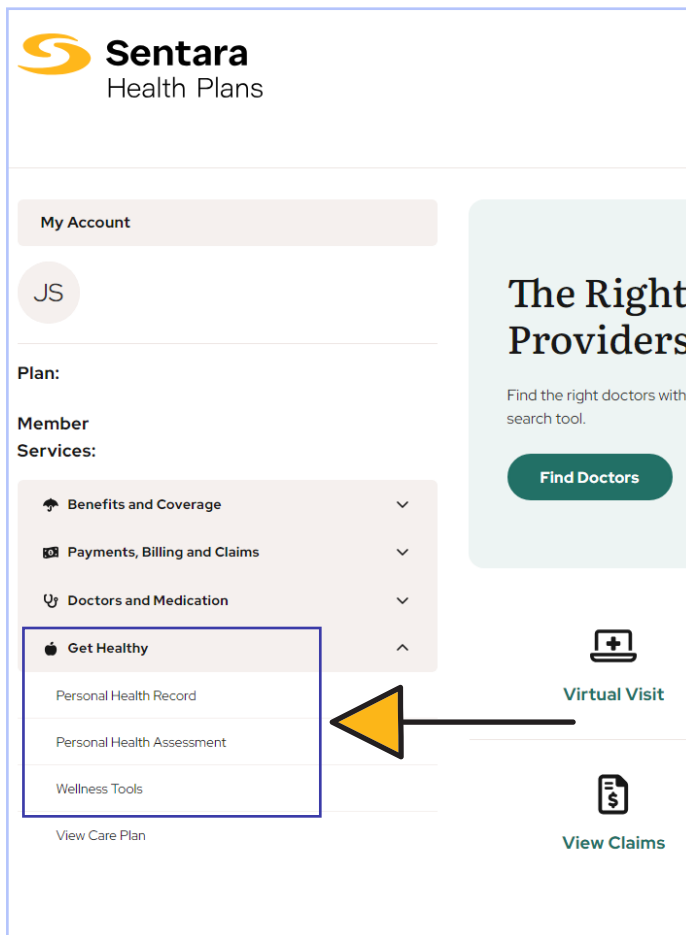 Sentara
Health Plans
My Account
JS
Plan:
Member
Services:
Benefits and Coverage
Payments, Billing and Claims
Doctors and Medication
Get Healthy
Personal Health Record
Personal Health Assessment
Wellness Tools
View Care Plan
The Right
Providers
Find the right doctors with
search tool.
Find Doctors
Virtual Visit
View Claims